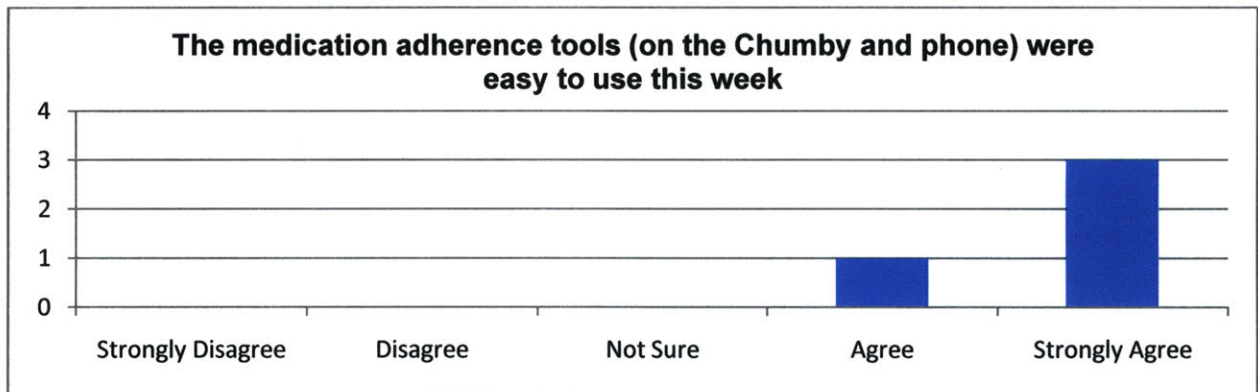 The medication adherence tools (on the Chumby and phone) were
easy to use this week
4
3
2
1
0
Strongly Disagree Disagree Not Sure Agree Strongly Agree